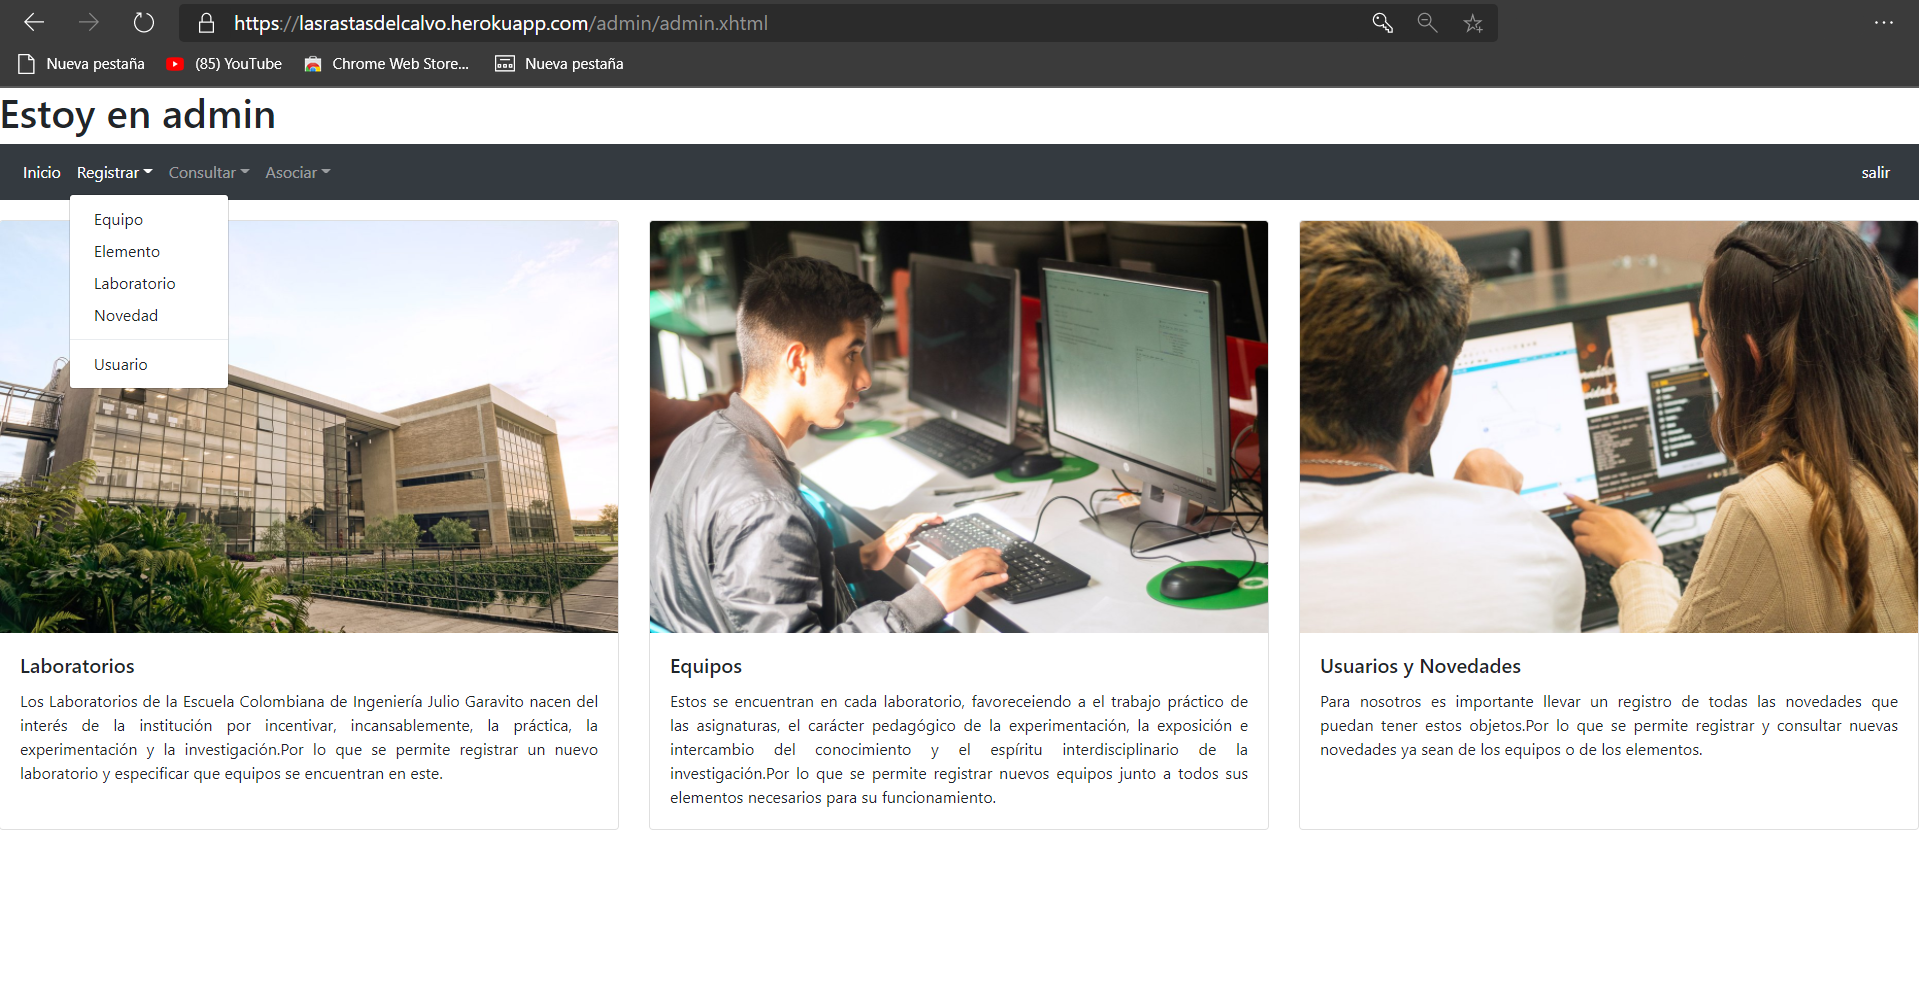 https://lasrastasdelcalvo.herokuapp.com/admin/admin.xhtml
Nueva pestaña (85) YouTube Chrome Web Store... Nueva pestaña
Estoy en admin
Inicio Registrar Consultar Asociar salir
Equipo
Elemento
Laboratorio
Novedad
Usuario
Laboratorios
Los Laboratorios de la Escuela Colombiana de Ingeniería Julio Garavito nacen del
interés de la institución por incentivar, incansablemente, la práctica, la
experimentación y la investigación.Por lo que se permite registrar un nuevo
laboratorio y especificar que equipos se encuentran en este.
Equipos
Estos se encuentran en cada laboratorio, favoreceiendo a el trabajo práctico de
las asignaturas, el carácter pedagógico de la experimentación, la exposición e
intercambio del conocimiento y el espíritu interdisciplinario de la
investigación.Por lo que se permite registrar nuevos equipos junto a todos sus
elementos necesarios para su funcionamiento.
Usuarios y Novedades
Para nosotros es importante llevar un registro de todas las novedades que
puedan tener estos objetos.Por lo que se permite registrar y consultar nuevas
novedades ya sean de los equipos o de los elementos.